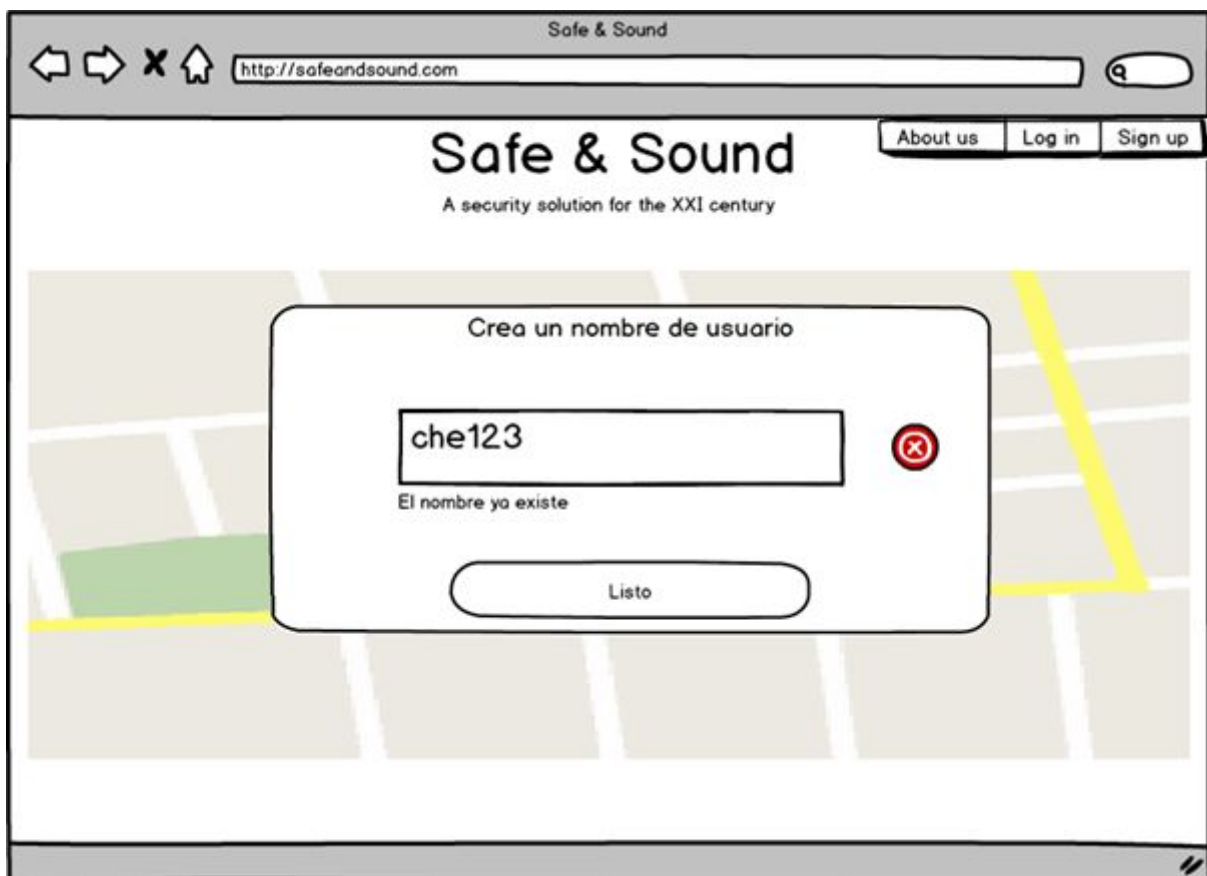 Safe & Sound
http://safeandsound.com
About us Log in Sign up
Safe & Sound
A security solution for the XXI century
Crea un nombre de usuario
che123
El nombre ya existe
Listo